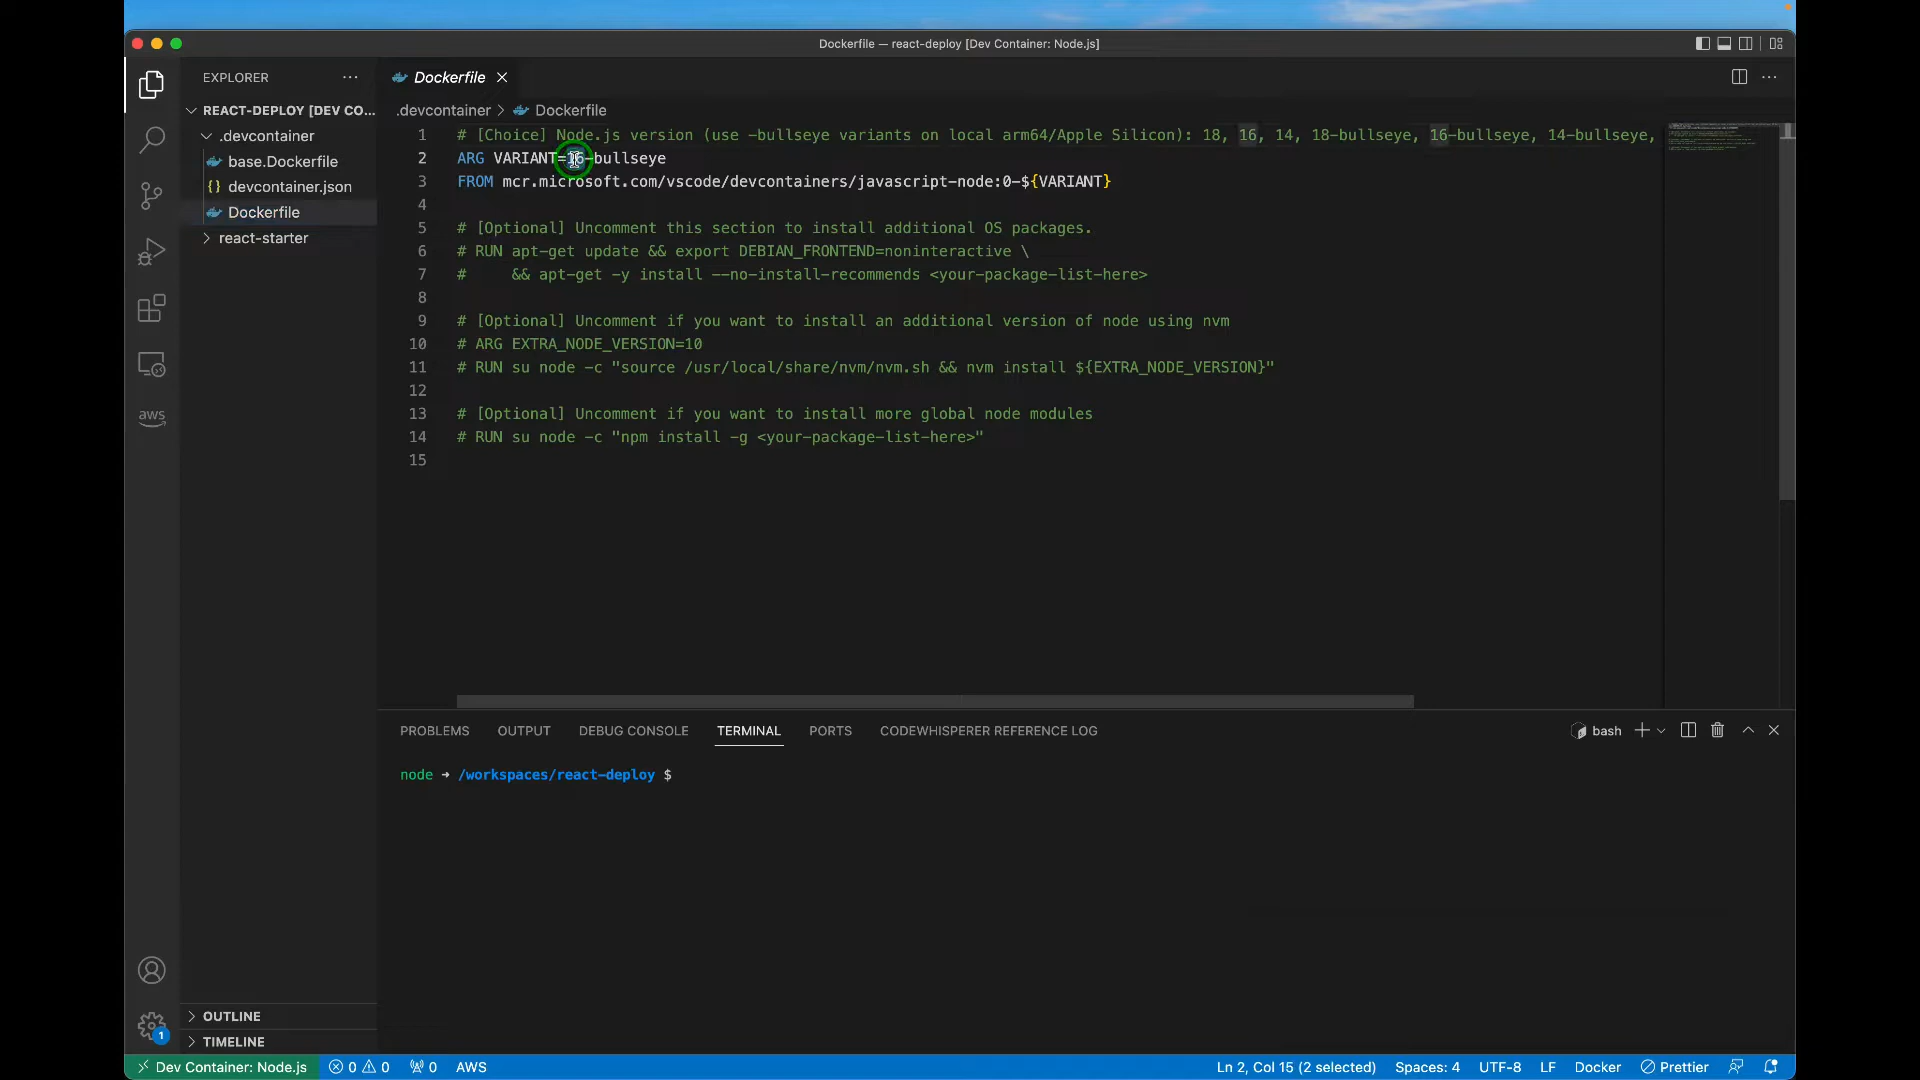 Dockerfile — react-deploy [Dev Container: Node.js]
EXPLORER
REACT-DEPLOY [DEV CO...
.devcontainer
base.Dockerfile
{} devcontainer.json
Dockerfile
react-starter
OUTLINE
TIMELINE
aws
1
Dockerfile
.devcontainer > Dockerfile
1 # [Choice] Node.js version (use -bullseye variants on local arm64/Apple Silicon): 18, 16, 14, 18-bullseye, 16-bullseye, 14-bullseye,
2 ARG VARIANT=16-bullseye
3 FROM mcr.microsoft.com/vscode/devcontainers/javascript-node:0-${VARIANT}
4
5 # [Optional] Uncomment this section to install additional OS packages.
6 # RUN apt-get update && export DEBIAN_FRONTEND=noninteractive \
7 #     && apt-get -y install --no-install-recommends <your-package-list-here>
8
9 # [Optional] Uncomment if you want to install an additional version of node using nvm
10 # ARG EXTRA_NODE_VERSION=10
11 # RUN su node -c "source /usr/local/share/nvm/nvm.sh && nvm install ${EXTRA_NODE_VERSION}"
12
13 # [Optional] Uncomment if you want to install more global node modules
14 # RUN su node -c "npm install -g <your-package-list-here>"
15
PROBLEMS OUTPUT DEBUG CONSOLE TERMINAL PORTS CODEWHISPERER REFERENCE LOG bash
node ➜ /workspaces/react-deploy $
Dev Container: Node.js 0 0 0 AWS Ln 2, Col 15 (2 selected) Spaces: 4 UTF-8 LF Docker Prettier